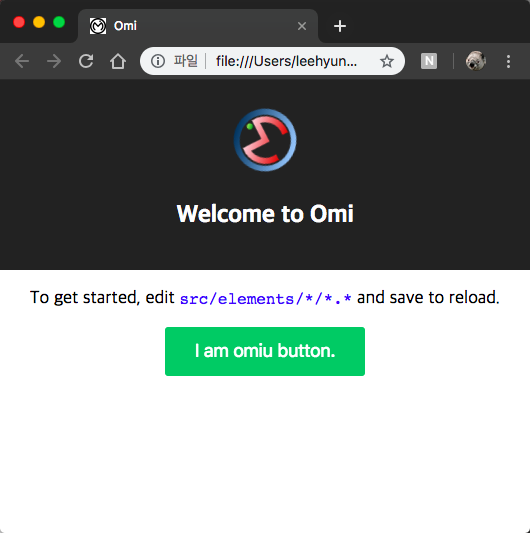 Omi
파일 file:///Users/leehyun...
N
Welcome to Omi
To get started, edit src/elements/*/*.* and save to reload.
I am omiu button.